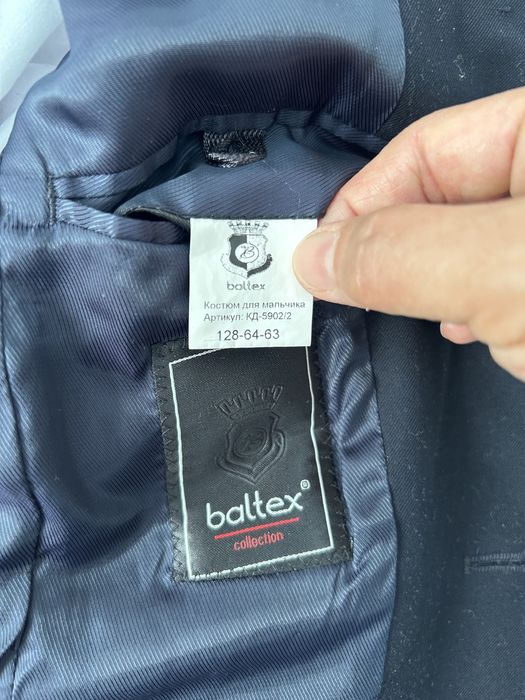 B
baltex
Костюм для мальчика
Артикул: КД-5902/2
128-64-63
B
baltex®
collection